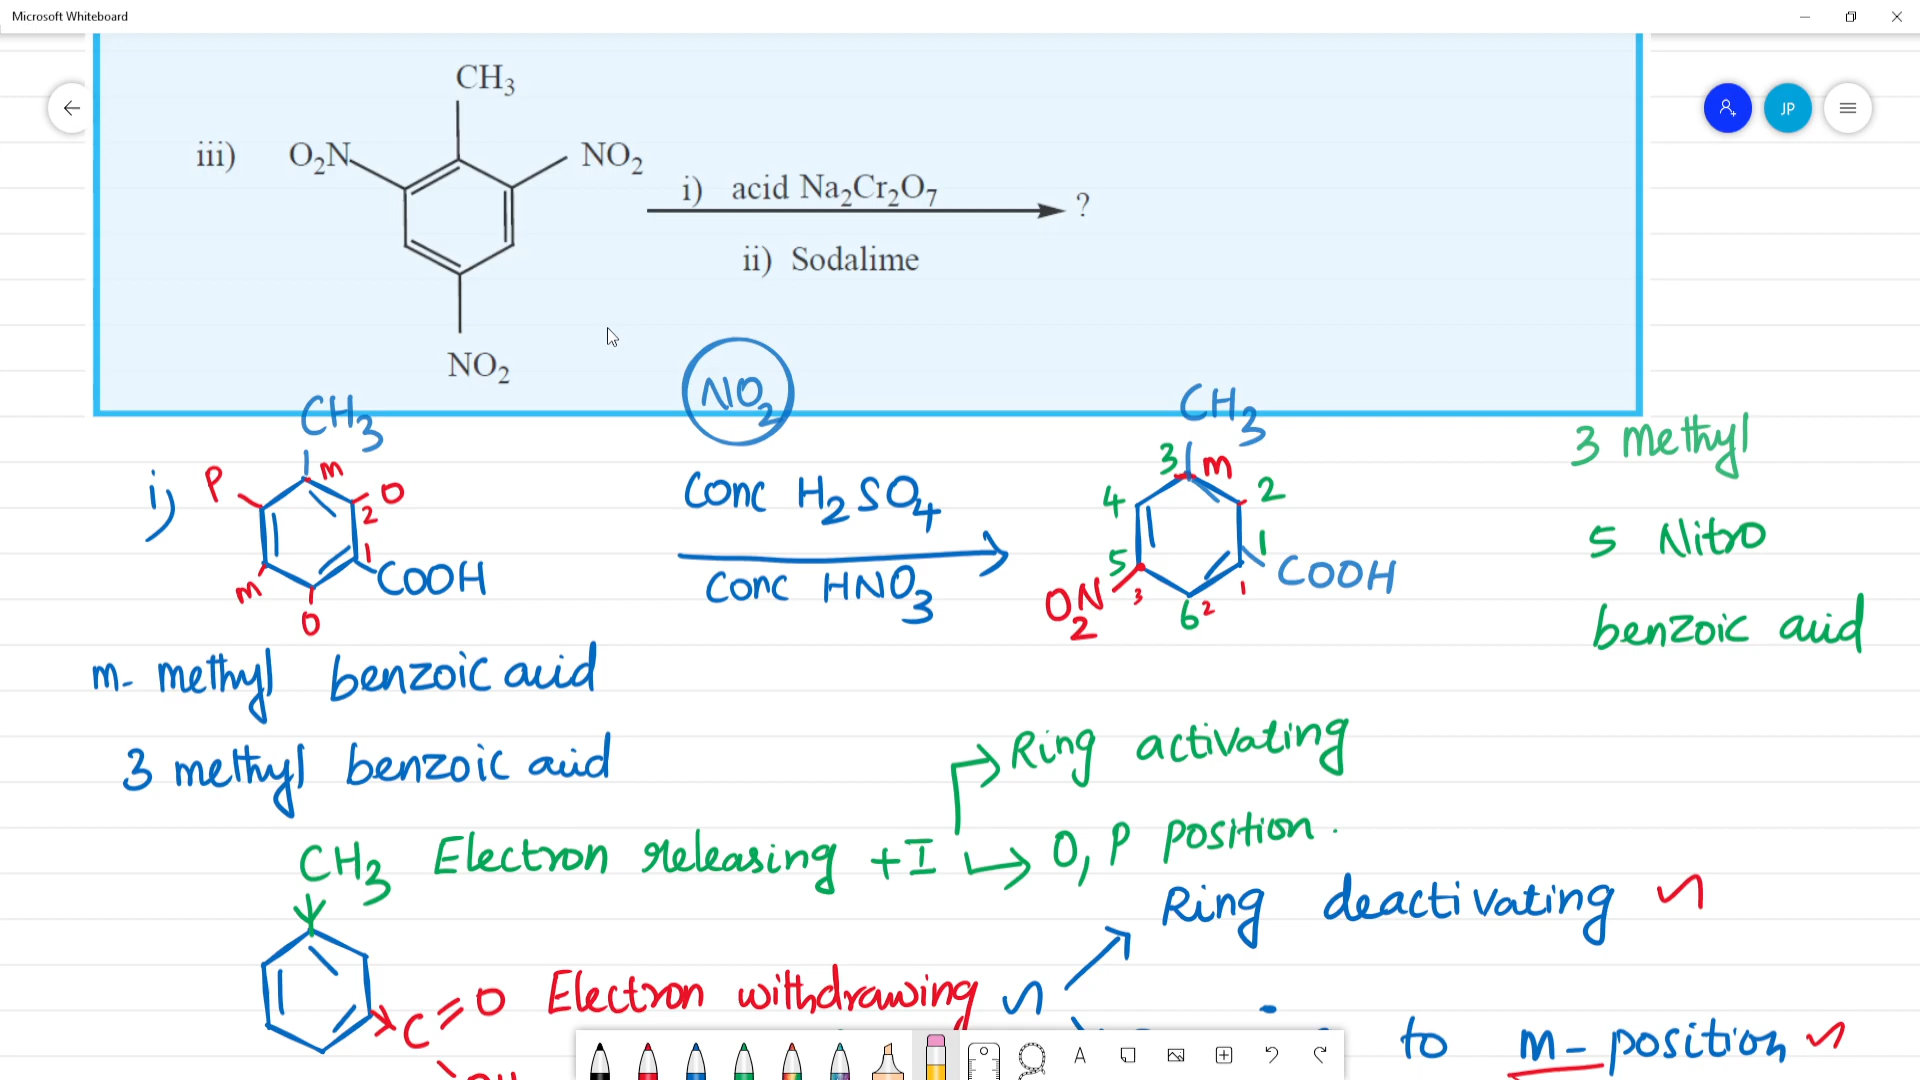 Microsoft Whiteboard
CH3
iii) O2N NO2
i) acid Na2Cr2O7
?
ii) Sodalime
NO2
JP
NO2
CH3
CH3
3 methyl
i) P m O
3 m
Conc H2SO4
4 2
2
1
1
5 Nitro
m COOH
5 COOH
Conc HNO3
O2N 3 1
O
6 2
benzoic acid
m- methyl benzoic acid
Ring activating
3 methyl benzoic acid
CH3 Electron releasing +I O, P position.
Ring deactivating
C=O Electron withdrawing
to m-position
A